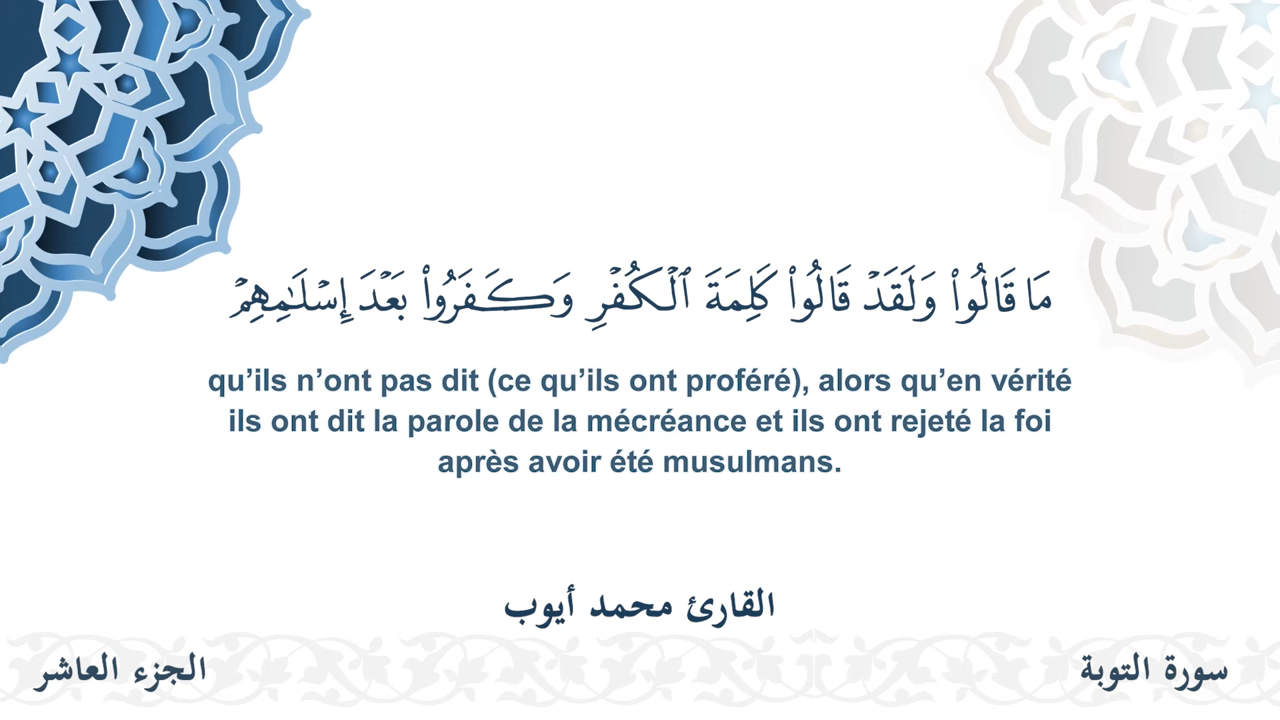 مَا قَالُوا۟ وَلَقَدْ قَالُوا۟ كَلِمَةَ ٱلْكُفْرِ وَكَفَرُوا۟ بَعْدَ إِسْلَـٰمِهِمْ
qu’ils n’ont pas dit (ce qu’ils ont proféré), alors qu’en vérité
ils ont dit la parole de la mécréance et ils ont rejeté la foi
après avoir été musulmans.
القارئ محمد أيوب
سورة التوبة
الجزء العاشر